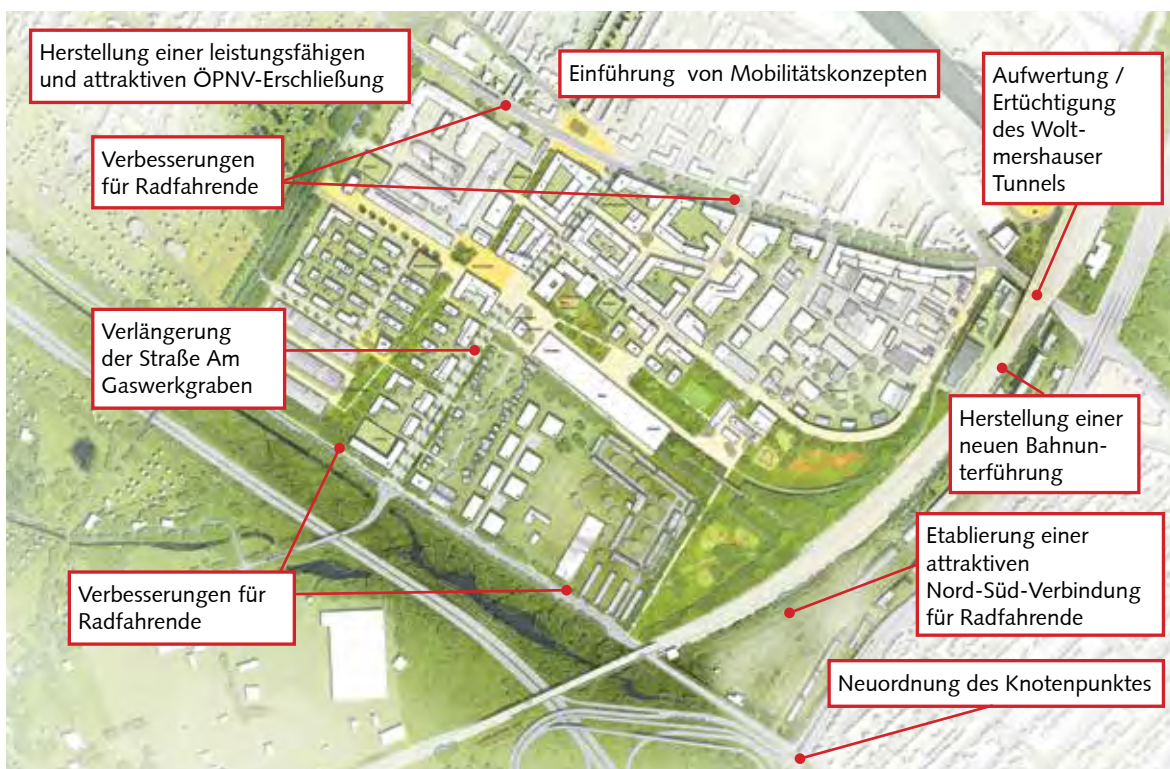 Herstellung einer leistungsfähigen
und attraktiven ÖPNV-Erschließung
Einführung von Mobilitätskonzepten
Aufwertung /
Ertüchtigung
des Wolt-
mershauser
Tunnels
Verbesserungen
für Radfahrende
Verlängerung
der Straße Am
Gaswerkgraben
Herstellung einer
neuen Bahnun-
terführung
Etablierung einer
attraktiven
Nord-Süd-Verbindung
für Radfahrende
Verbesserungen für
Radfahrende
Neuordnung des Knotenpunktes